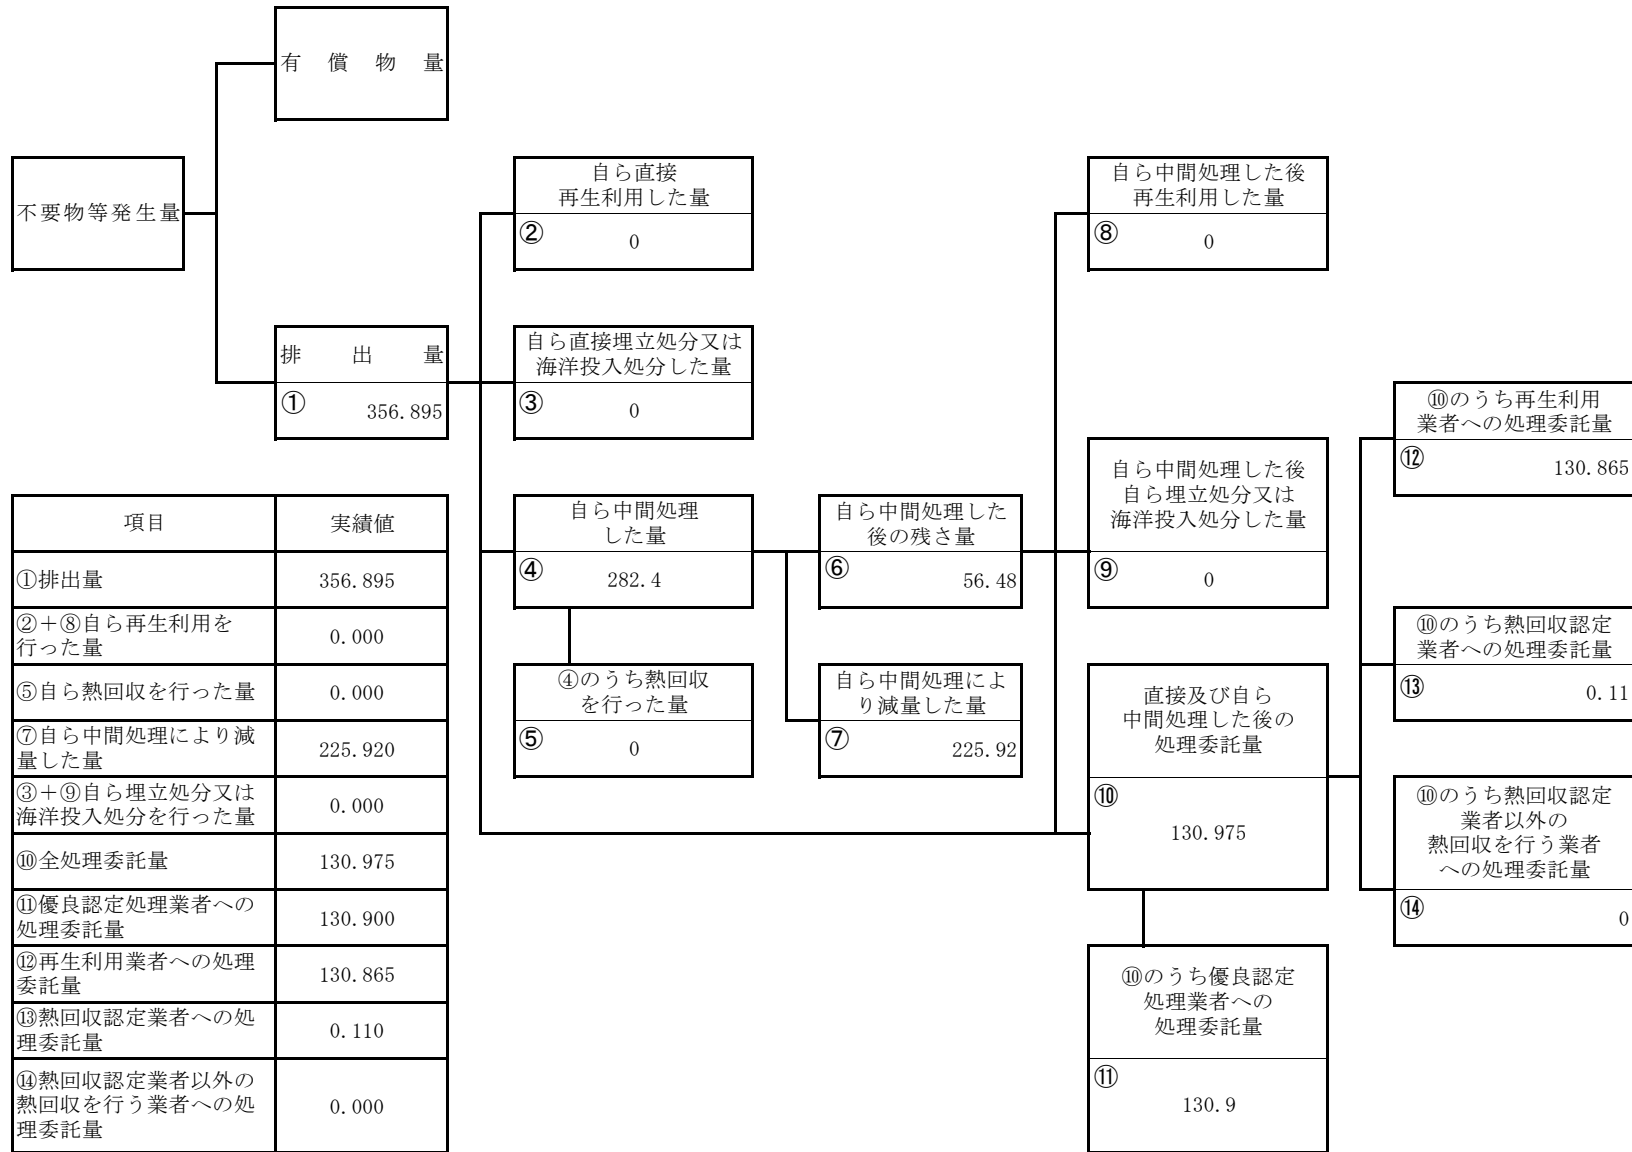 有償物量
不要物等発生量
自ら直接
再生利用した量
② 0
自ら中間処理した後
再生利用した量
⑧ 0
排出量
① 356.895
自ら直接埋立処分又は
海洋投入処分した量
③ 0
⑩のうち再生利用
業者への処理委託量
⑫ 130.865
自ら中間処理した後
自ら埋立処分又は
海洋投入処分した量
⑨ 0
自ら中間処理
した量
④ 282.4
自ら中間処理した
後の残さ量
⑥ 56.48
④のうち熱回収
を行った量
⑤ 0
自ら中間処理によ
り減量した量
⑦ 225.92
直接及び自ら
中間処理した後の
処理委託量
⑩
130.975
⑩のうち熱回収認定
業者への処理委託量
⑬ 0.11
⑩のうち熱回収認定
業者以外の
熱回収を行う業者
への処理委託量
⑭ 0
⑩のうち優良認定
処理業者への
処理委託量
⑪
130.9
項目 実績値
①排出量 356.895
②＋⑧自ら再生利用を
行った量 0.000
⑤自ら熱回収を行った量 0.000
⑦自ら中間処理により減
量した量 225.920
③＋⑨自ら埋立処分又は
海洋投入処分を行った量 0.000
⑩全処理委託量 130.975
⑪優良認定処理業者への
処理委託量 130.900
⑫再生利用業者への処理
委託量 130.865
⑬熱回収認定業者への処
理委託量 0.110
⑭熱回収認定業者以外の
熱回収を行う業者への処
理委託量 0.000